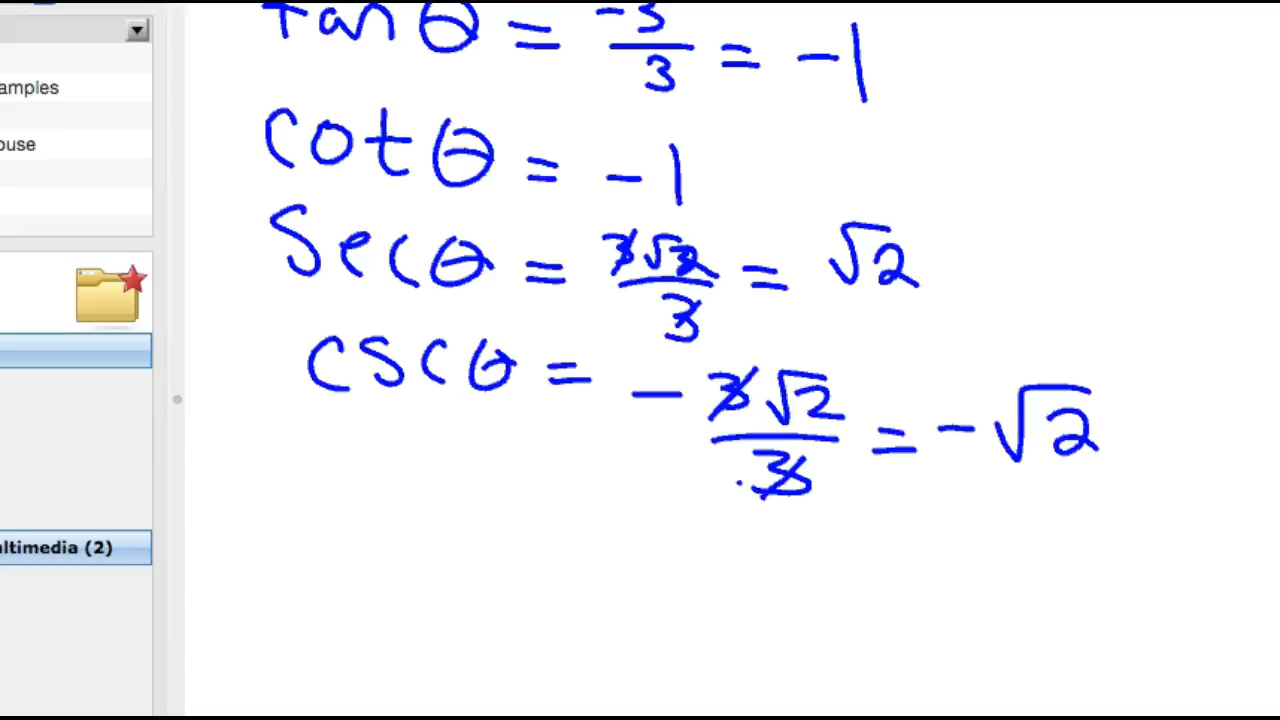 tan θ = -3/3 = -1
amples
cot θ = -1
ouse
sec θ = 3√2/3 = √2
csc θ = - 3√2/3 = -√2
altimedia (2)